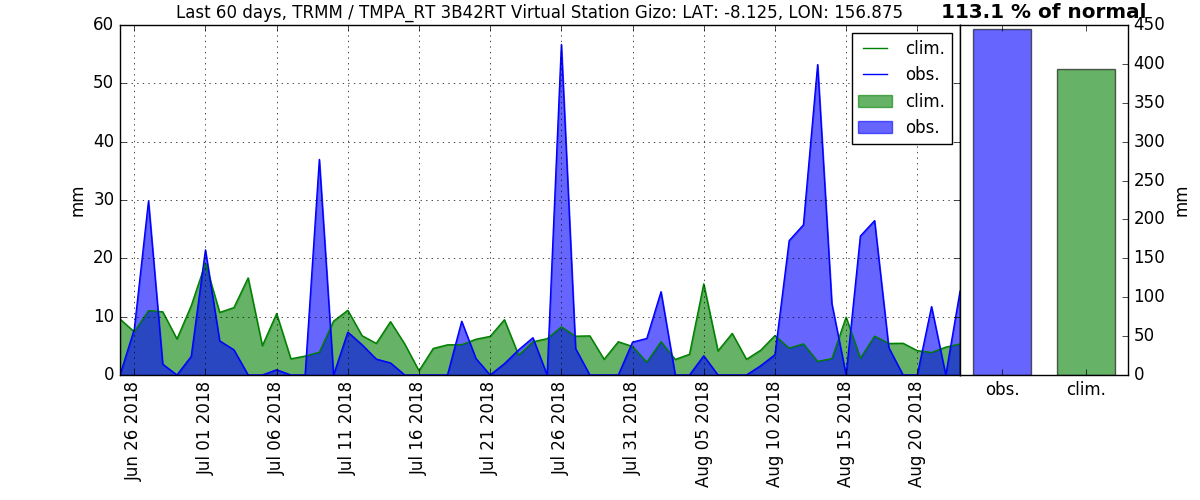 Last 60 days, TRMM / TMPA_RT 3B42RT Virtual Station Gizo: LAT: -8.125, LON: 156.875
113.1 % of normal
60
50
40
30
20
10
0
mm
clim.
obs.
clim.
obs.
450
400
350
300
250
200
150
100
50
0
mm
Jun 26 2018
Jul 01 2018
Jul 06 2018
Jul 11 2018
Jul 16 2018
Jul 21 2018
Jul 26 2018
Jul 31 2018
Aug 05 2018
Aug 10 2018
Aug 15 2018
Aug 20 2018
obs.
clim.